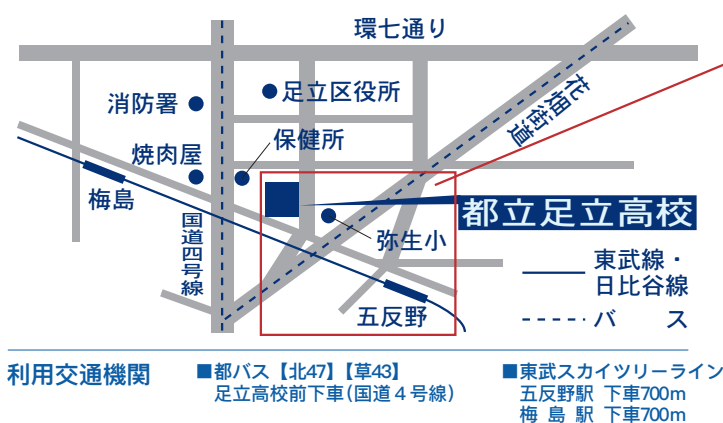 環七通り
花畑街道
消防署
足立区役所
保健所
焼肉屋
梅島
国道四号線
都立足立高校
弥生小
五反野
東武線・
日比谷線
バス
利用交通機関
■都バス【北47】【草43】
足立高校前下車(国道４号線)
■東武スカイツリーライン
五反野駅 下車700m
梅島駅 下車700m